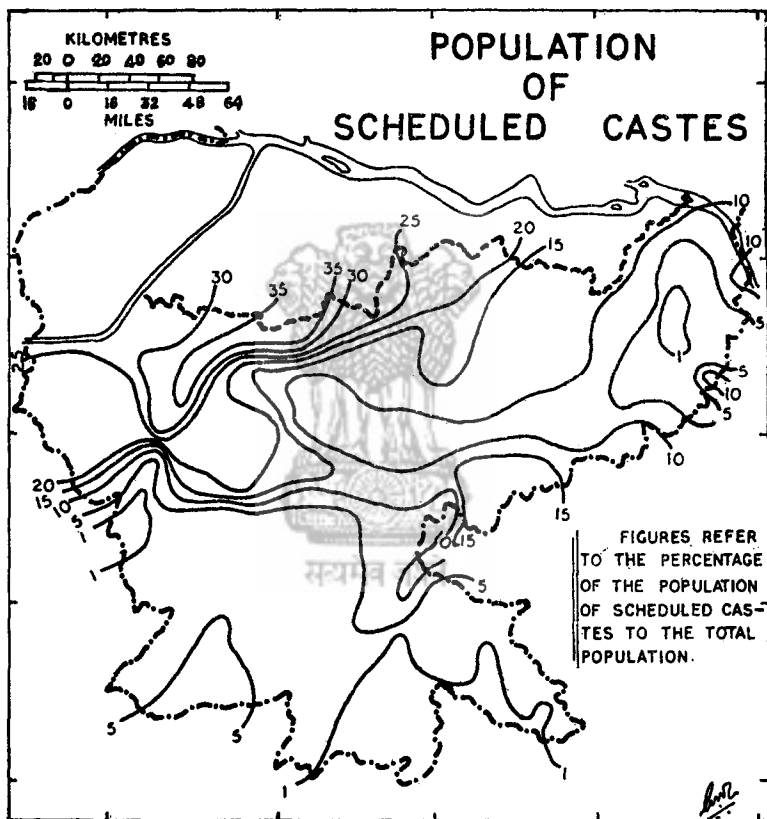 KILOMETRES
20 0 20 40 60 80
16 0 16 32 48 64
MILES
POPULATION
OF
SCHEDULED CASTES
10
10
25
20
15
30
35
35
30
5
1
5
10
5
10
20
15
10
5
1
1
15
15
5
5
5
1
1
सत्यमेव जयते
FIGURES REFER
TO THE PERCENTAGE
OF THE POPULATION
OF SCHEDULED CAS-
TES TO THE TOTAL
POPULATION.